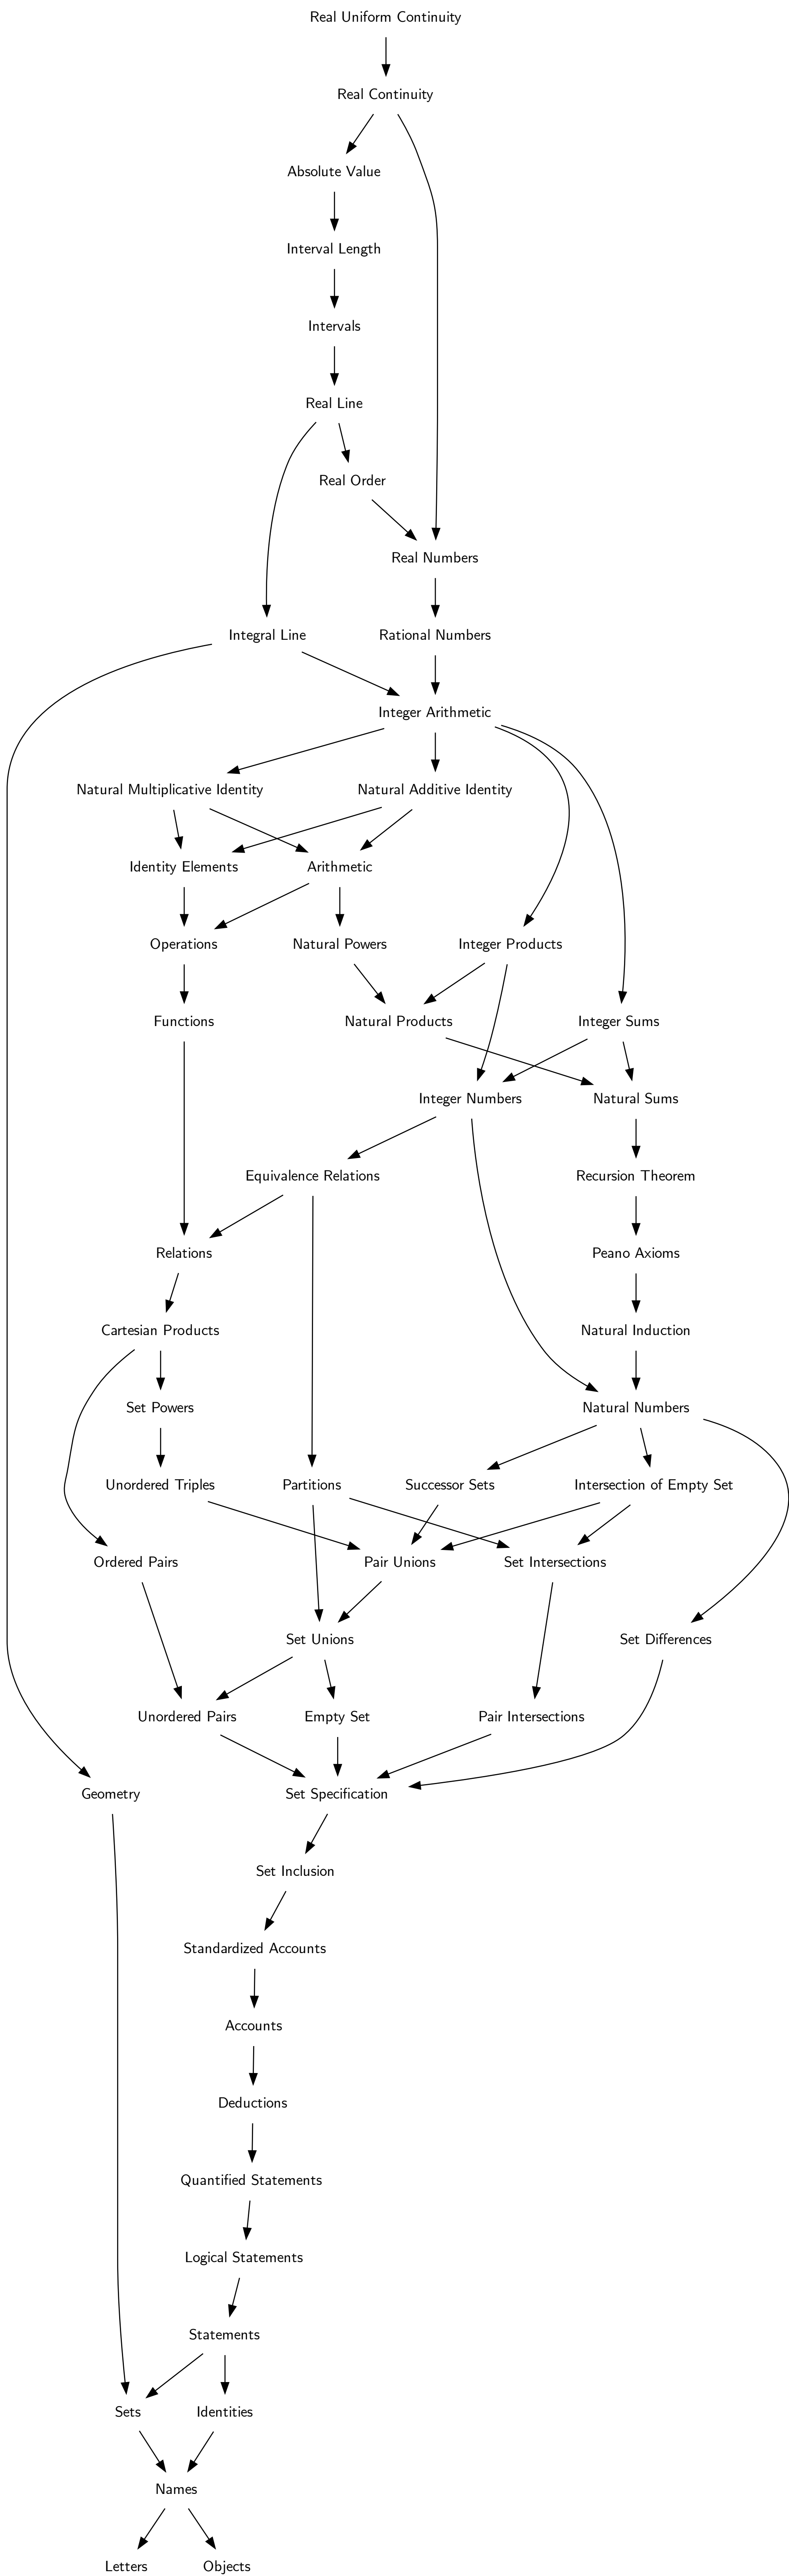 Real Uniform Continuity
Real Continuity
Absolute Value
Interval Length
Intervals
Real Line
Real Order
Real Numbers
Integral Line
Rational Numbers
Integer Arithmetic
Natural Multiplicative Identity
Natural Additive Identity
Identity Elements
Arithmetic
Operations
Natural Powers
Integer Products
Functions
Natural Products
Integer Sums
Integer Numbers
Natural Sums
Equivalence Relations
Recursion Theorem
Relations
Peano Axioms
Cartesian Products
Natural Induction
Set Powers
Natural Numbers
Unordered Triples
Partitions
Successor Sets
Intersection of Empty Set
Ordered Pairs
Pair Unions
Set Intersections
Set Unions
Set Differences
Unordered Pairs
Empty Set
Pair Intersections
Geometry
Set Specification
Set Inclusion
Standardized Accounts
Accounts
Deductions
Quantified Statements
Logical Statements
Statements
Sets
Identities
Names
Letters
Objects